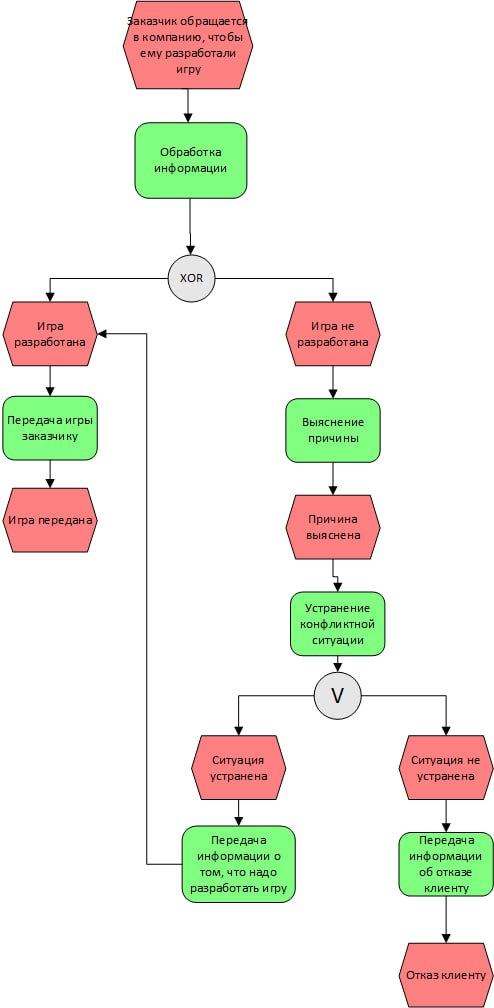 Заказчик обращается
в компанию, чтобы
ему разработали
игру
Обработка
информации
XOR
Игра
разработана
Игра не
разработана
Передача игры
заказчику
Выяснение
причины
Игра передана
Причина
выяснена
Устранение
конфликтной
ситуации
V
Ситуация
устранена
Ситуация не
устранена
Передача
информации о
том, что надо
разработать игру
Передача
информации
об отказе
клиенту
Отказ клиенту